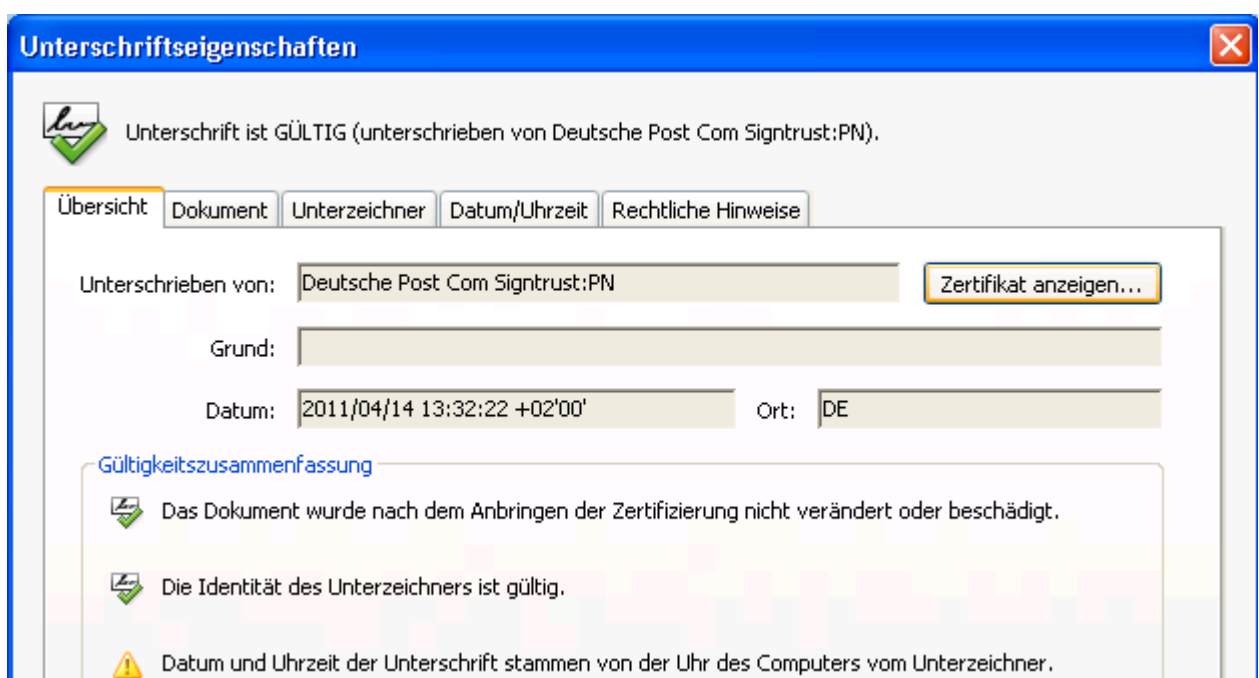 Unterschriftseigenschaften
Unterschrift ist GÜLTIG (unterschrieben von Deutsche Post Com Signtrust:PN).
Übersicht Dokument Unterzeichner Datum/Uhrzeit Rechtliche Hinweise
Unterschrieben von: Deutsche Post Com Signtrust:PN Zertifikat anzeigen...
Grund:
Datum: 2011/04/14 13:32:22 +02'00' Ort: DE
Gültigkeitszusammenfassung
Das Dokument wurde nach dem Anbringen der Zertifizierung nicht verändert oder beschädigt.
Die Identität des Unterzeichners ist gültig.
Datum und Uhrzeit der Unterschrift stammen von der Uhr des Computers vom Unterzeichner.